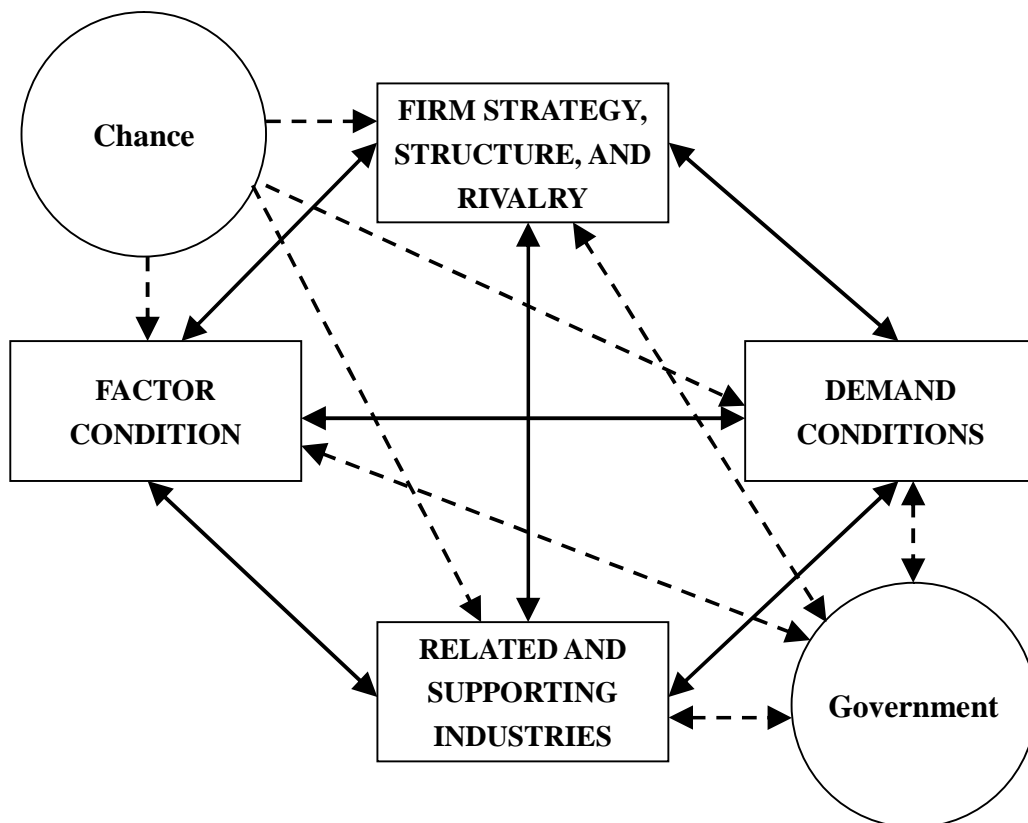 Chance
FIRM STRATEGY,
STRUCTURE, AND
RIVALRY
FACTOR
CONDITION
DEMAND
CONDITIONS
RELATED AND
SUPPORTING
INDUSTRIES
Government